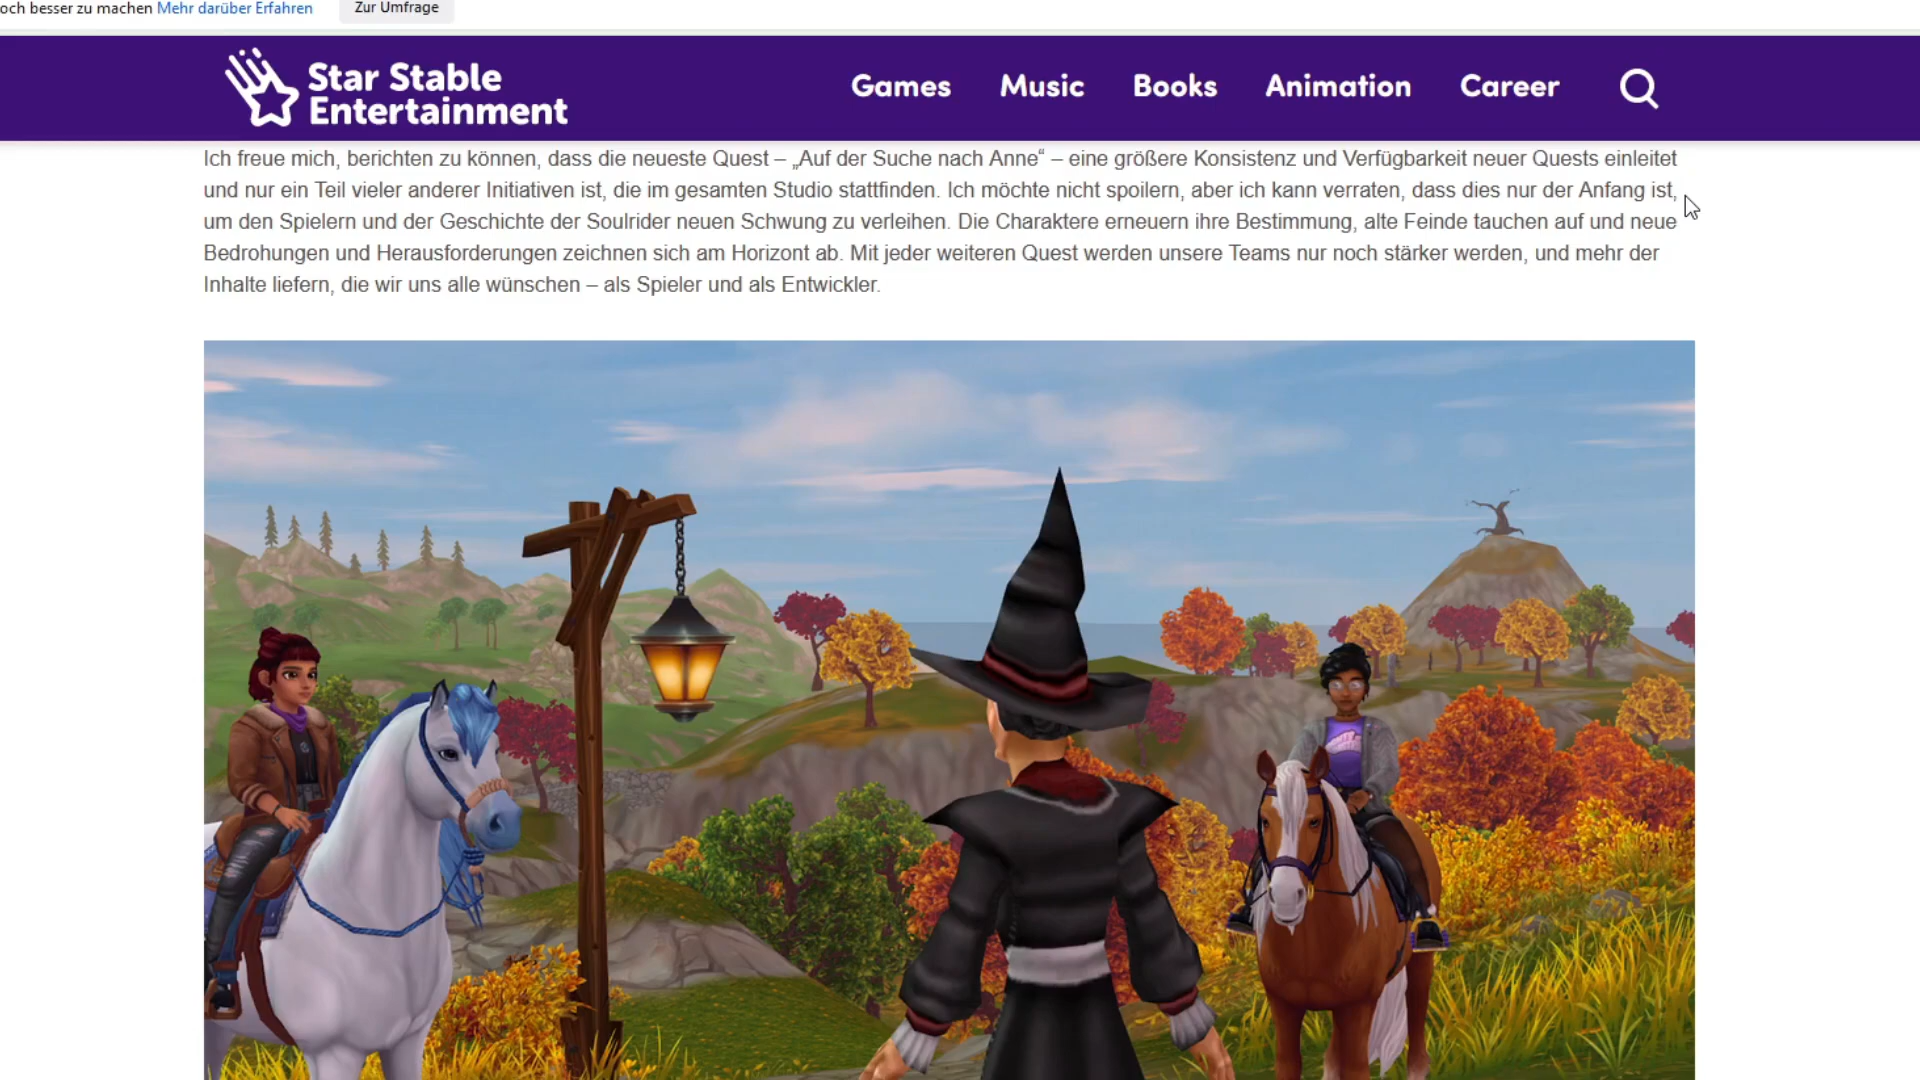 och besser zu machen Mehr darüber Erfahren Zur Umfrage
Star Stable
Entertainment
Games Music Books Animation Career
Ich freue mich, berichten zu können, dass die neueste Quest – „Auf der Suche nach Anne“ – eine größere Konsistenz und Verfügbarkeit neuer Quests einleitet
und nur ein Teil vieler anderer Initiativen ist, die im gesamten Studio stattfinden. Ich möchte nicht spoilern, aber ich kann verraten, dass dies nur der Anfang ist,
um den Spielern und der Geschichte der Soulrider neuen Schwung zu verleihen. Die Charaktere erneuern ihre Bestimmung, alte Feinde tauchen auf und neue
Bedrohungen und Herausforderungen zeichnen sich am Horizont ab. Mit jeder weiteren Quest werden unsere Teams nur noch stärker werden, und mehr der
Inhalte liefern, die wir uns alle wünschen – als Spieler und als Entwickler.